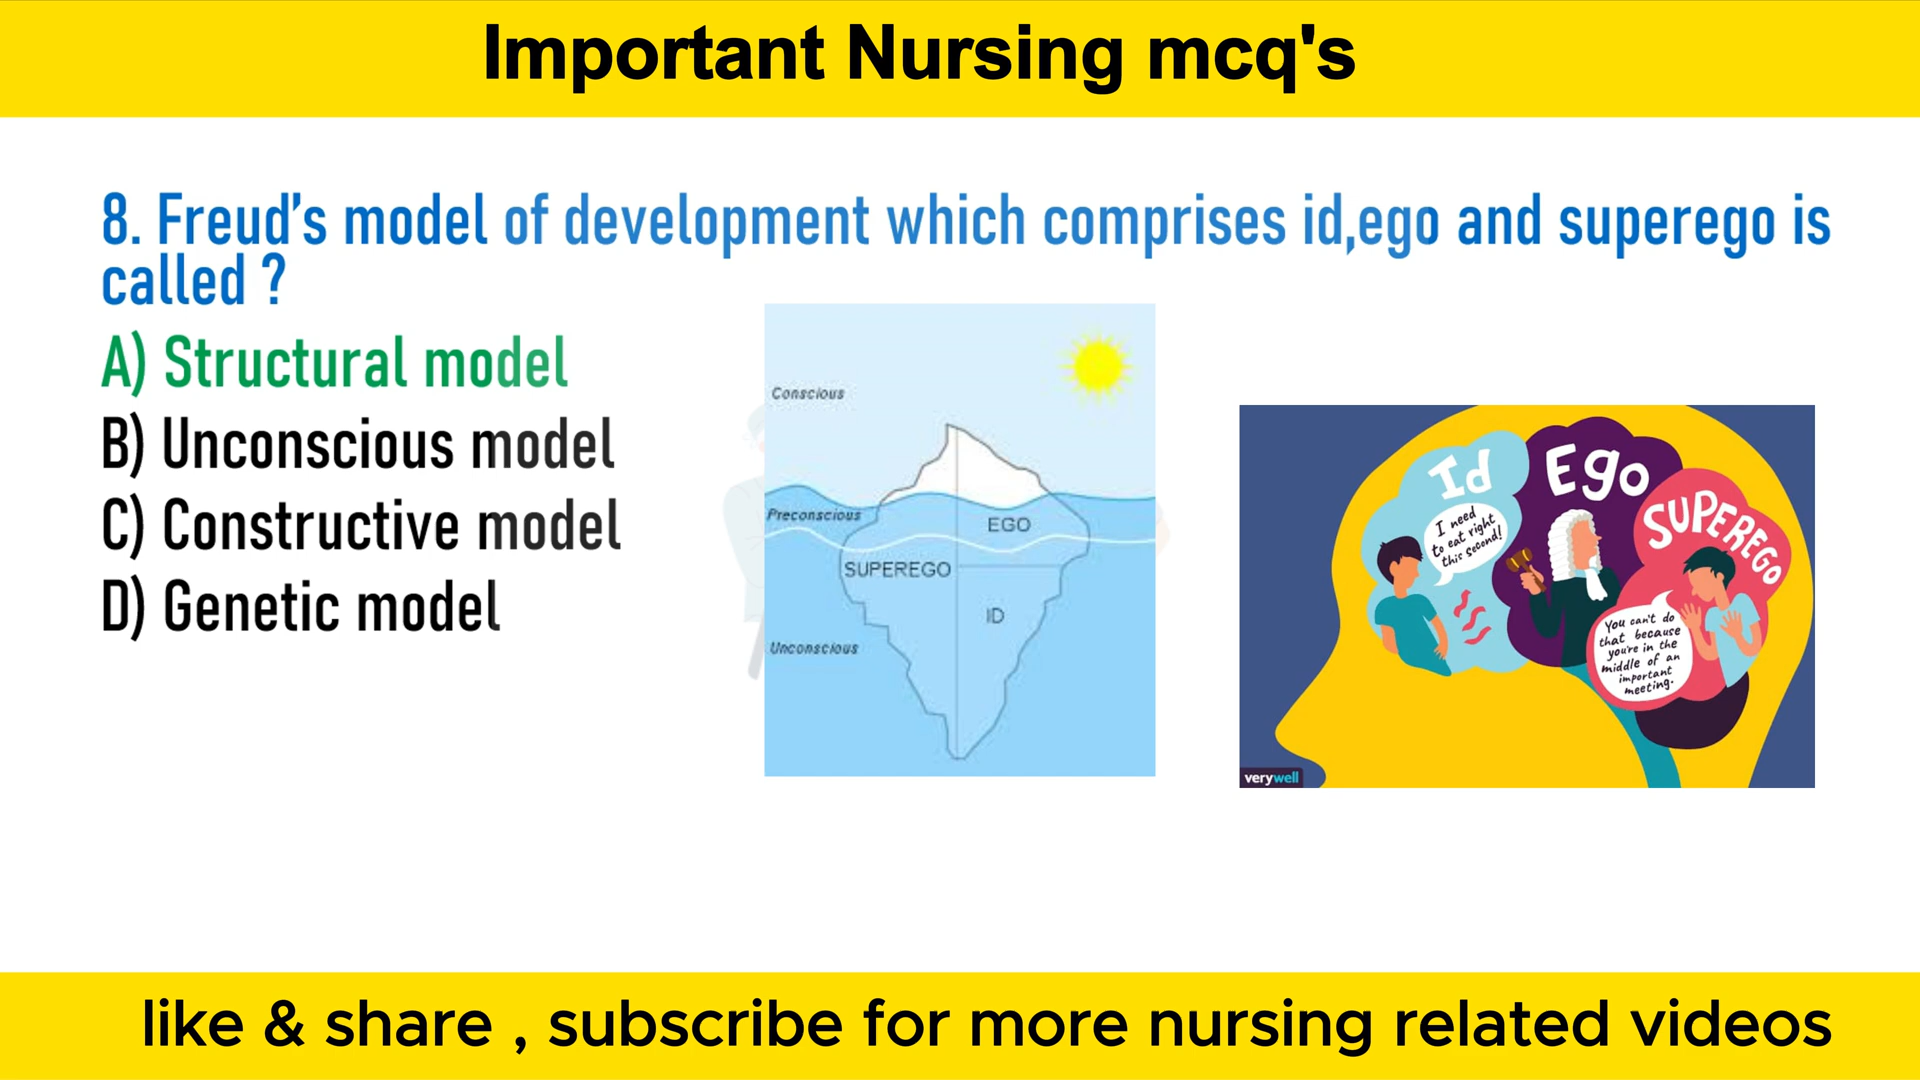 Important Nursing mcq's
8. Freud's model of development which comprises id,ego and superego is
called ?
A) Structural model
B) Unconscious model
C) Constructive model
D) Genetic model
Conscious
Preconscious
EGO
SUPEREGO
ID
Unconscious
Id
Ego
SUPEREGO
I need
to eat right
this second!
You can't do
that because
you're in the
middle of an
important
meeting.
verywell
like & share , subscribe for more nursing related videos